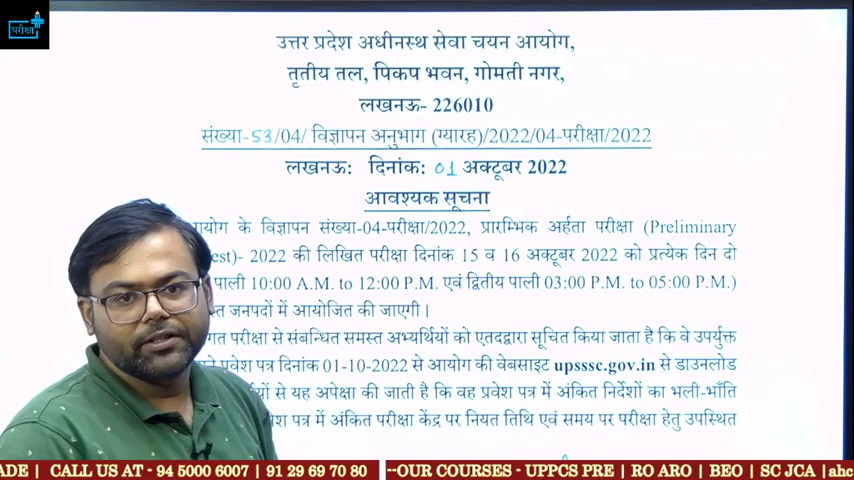 परीक्षा
उत्तर प्रदेश अधीनस्थ सेवा चयन आयोग,
तृतीय तल, पिकप भवन, गोमती नगर,
लखनऊ- 226010
संख्या-53/04/ विज्ञापन अनुभाग (ग्यारह)/2022/04-परीक्षा/2022
लखनऊ: दिनांक: 01 अक्टूबर 2022
आवश्यक सूचना
के विज्ञापन संख्या-04-परीक्षा/2022, प्रारम्भिक अर्हता परीक्षा (Preliminary
est)- 2022 की लिखित परीक्षा दिनांक 15 व 16 अक्टूबर 2022 को प्रत्येक दिन दो
पाली 10:00 A.M. to 12:00 P.M. एवं द्वितीय पाली 03:00 P.M. to 05:00 P.M.)
जनपदों में आयोजित की जाएगी ।
गत परीक्षा से संबन्धित समस्त अभ्यर्थियों को एतदद्वारा सूचित किया जाता है कि वे उपर्युक्त
प्रवेश पत्र दिनांक 01-10-2022 से आयोग की वेबसाइट upsssc.gov.in से डाउनलोड
से यह अपेक्षा की जाती है कि वह प्रवेश पत्र में अंकित निर्देशों का भली-भाँति
पत्र में अंकित परीक्षा केंद्र पर नियत तिथि एवं समय पर परीक्षा हेतु उपस्थित
ADE | CALL US AT - 94 5000 6007 | 91 29 69 70 80 --OUR COURSES - UPPCS PRE | RO ARO | BEO | SC JCA |ahc